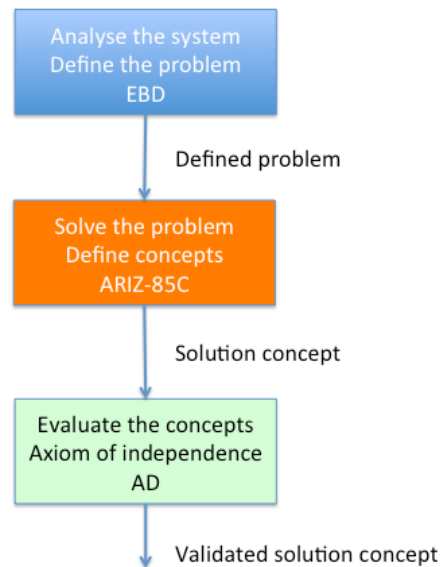 Analyse the system
Define the problem
EBD
Defined problem
Solve the problem
Define concepts
ARIZ-85C
Solution concept
Evaluate the concepts
Axiom of independence
AD
Validated solution concept